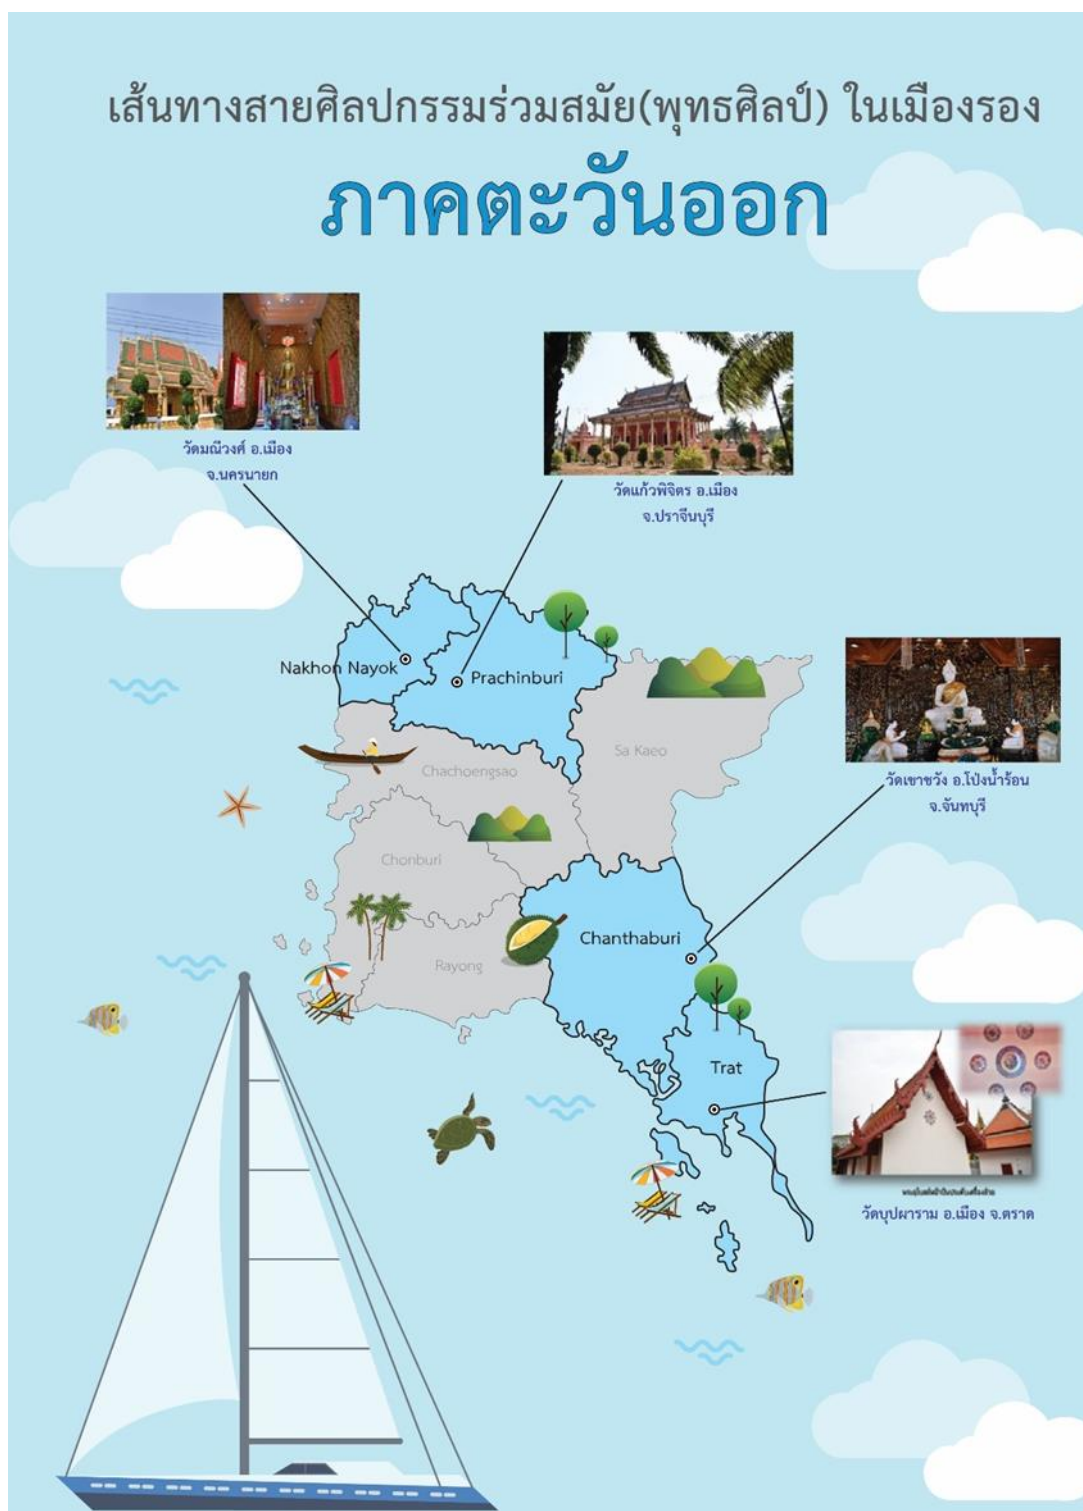 เส้นทางสายศิลปกรรมร่วมสมัย(พุทธศิลป์) ในเมืองรอง
ภาคตะวันออก
วัดมณีวงศ์ อ.เมือง
จ.นครนายก
วัดแก้วพิจิตร อ.เมือง
จ.ปราจีนบุรี
Nakhon Nayok
Prachinburi
Sa Kaeo
Chachoengsao
วัดเขาชวัง อ.โป่งน้ำร้อน
จ.จันทบุรี
Chonburi
Chanthaburi
Rayong
Trat
วัดบุปผาราม อ.เมือง จ.ตราด